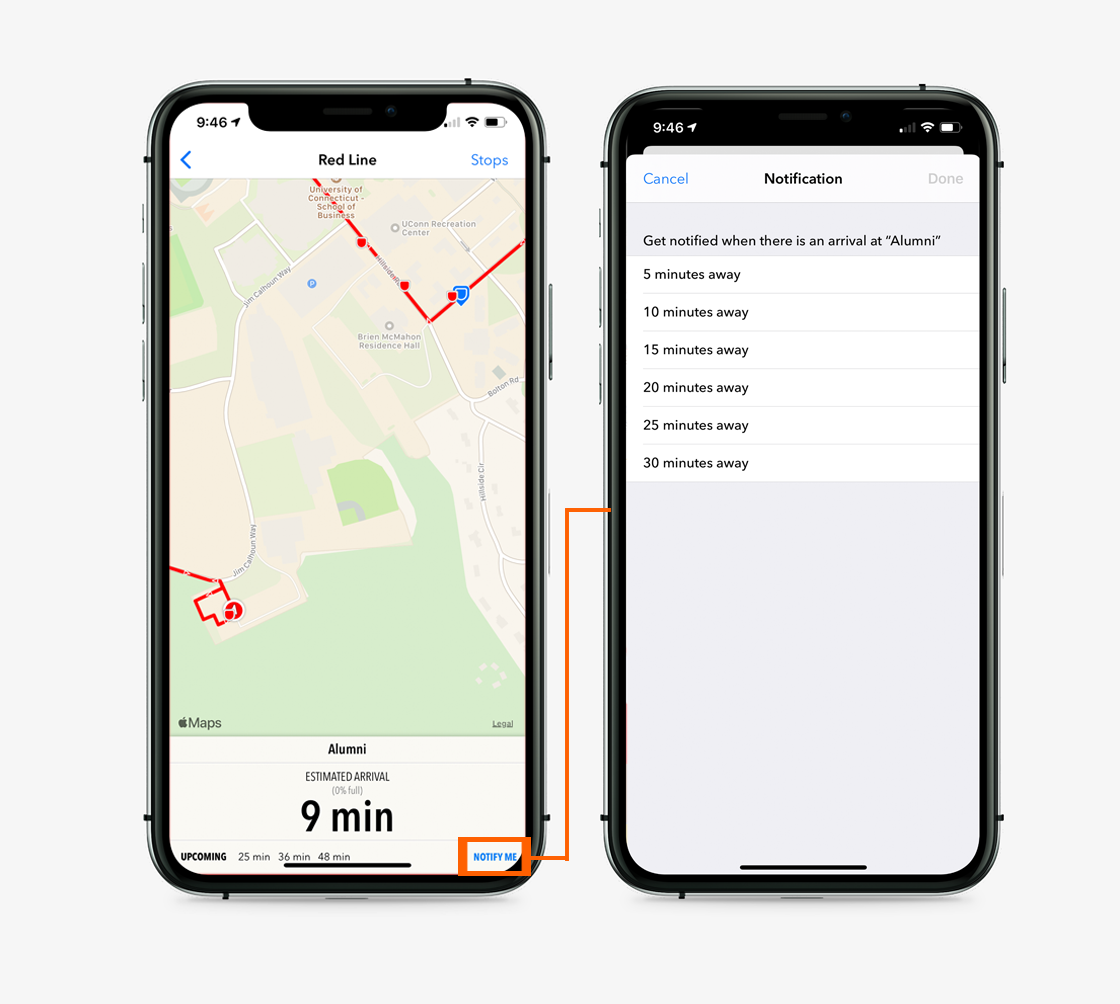 9:46
Red Line
Stops
University of
Connecticut -
School of
Business
UConn Recreation
Center
Hillside
Jim Calhoun Way
P
Brien McMahon
Residence Hall
Bolton Rd
Hillside Cir
Jim Calhoun Way
Maps
Legal
Alumni
ESTIMATED ARRIVAL
(0% full)
9 min
UPCOMING 25 min 36 min 48 min
NOTIFY ME
9:46
Cancel
Notification
Done
Get notified when there is an arrival at “Alumni”
5 minutes away
10 minutes away
15 minutes away
20 minutes away
25 minutes away
30 minutes away